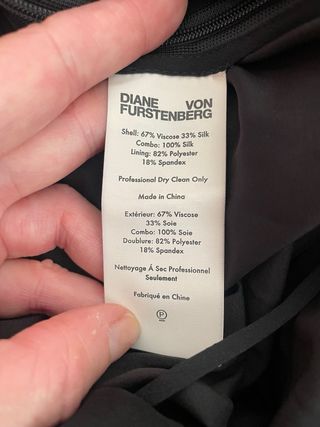 DIANE VON
FURSTENBERG
Shell: 67% Viscose 33% Silk
Combo: 100% Silk
Lining: 82% Polyester
18% Spandex
Professional Dry Clean Only
Made in China
Extérieur: 67% Viscose
33% Soie
Combo: 100% Soie
Doublure: 82% Polyester
18% Spandex
Nettoyage À Sec Professionnel
Seulement
Fabriqué en Chine
P